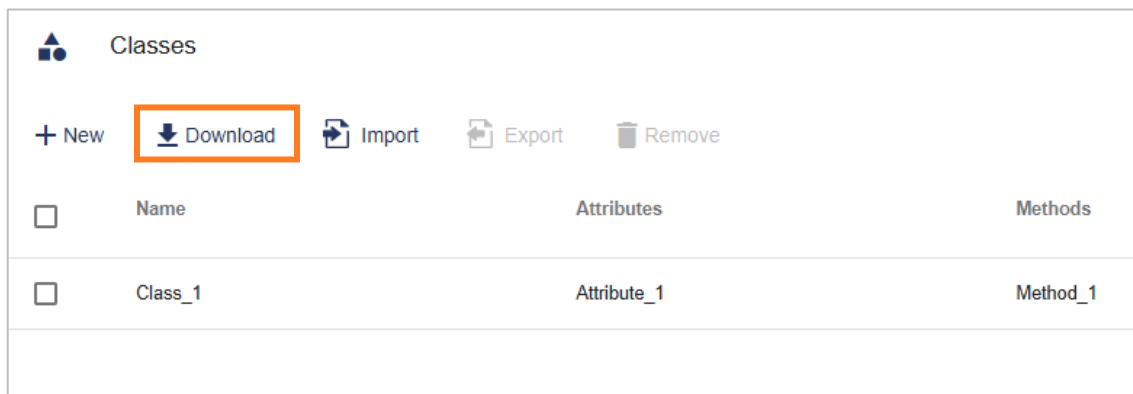 Classes
New Download Import Export Remove
Name Attributes Methods
Class_1 Attribute_1 Method_1